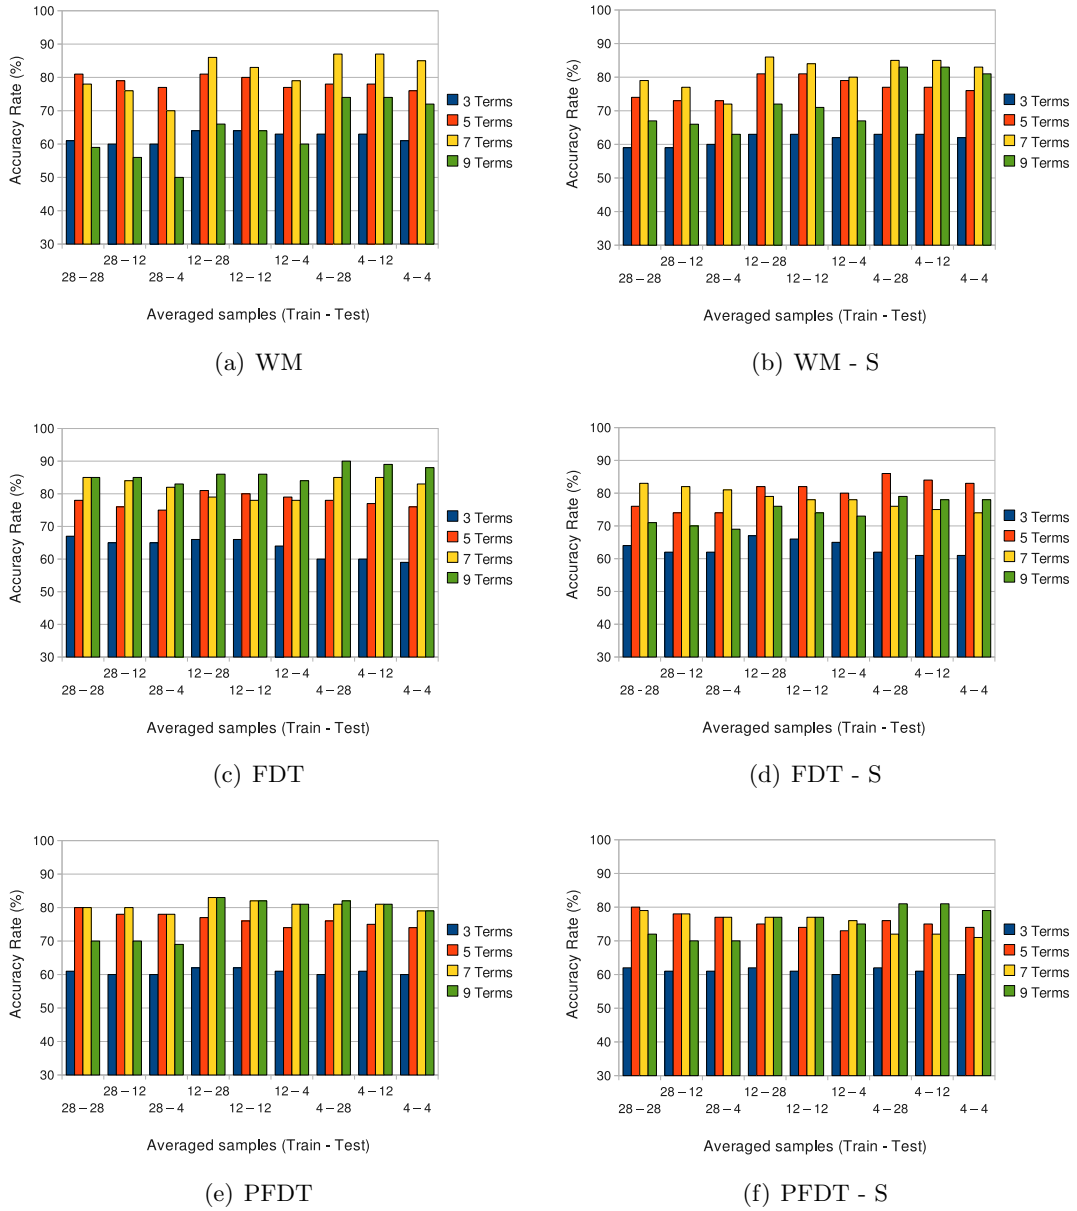 100
90
80
70
60
50
40
30
Accuracy Rate (%)
28 – 28
28 – 12
28 – 4
12 – 28
12 – 12
12 – 4
4 – 28
4 – 12
4 – 4
Averaged samples (Train - Test)
3 Terms
5 Terms
7 Terms
9 Terms
(a) WM
100
90
80
70
60
50
40
30
Accuracy Rate (%)
28 – 28
28 – 12
28 – 4
12 – 28
12 – 12
12 – 4
4 – 28
4 – 12
4 – 4
Averaged samples (Train - Test)
3 Terms
5 Terms
7 Terms
9 Terms
(b) WM - S
100
90
80
70
60
50
40
30
Accuracy Rate (%)
28 – 28
28 – 12
28 – 4
12 – 28
12 – 12
12 – 4
4 – 28
4 – 12
4 – 4
Averaged samples (Train - Test)
3 Terms
5 Terms
7 Terms
9 Terms
(c) FDT
100
90
80
70
60
50
40
30
Accuracy Rate (%)
28 - 28
28 – 12
28 – 4
12 – 28
12 – 12
12 – 4
4 – 28
4 – 12
4 – 4
Averaged samples (Train - Test)
3 Terms
5 Terms
7 Terms
9 Terms
(d) FDT - S
100
90
80
70
60
50
40
30
Accuracy Rate (%)
28 – 28
28 – 12
28 – 4
12 – 28
12 – 12
12 – 4
4 – 28
4 – 12
4 – 4
Averaged samples (Train - Test)
3 Terms
5 Terms
7 Terms
9 Terms
(e) PFDT
100
90
80
70
60
50
40
30
Accuracy Rate (%)
28 – 28
28 – 12
28 – 4
12 – 28
12 – 12
12 – 4
4 – 28
4 – 12
4 – 4
Averaged samples (Train - Test)
3 Terms
5 Terms
7 Terms
9 Terms
(f) PFDT - S